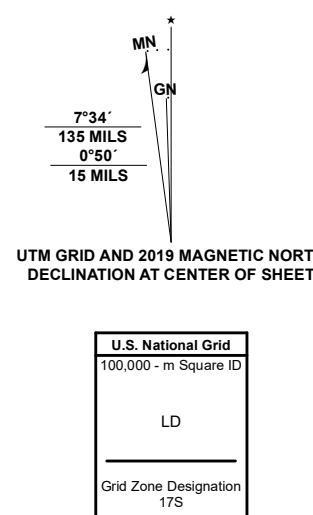 ★
MN
GN
7°34´
135 MILS
0°50´
15 MILS
UTM GRID AND 2019 MAGNETIC NORT
DECLINATION AT CENTER OF SHEET
U.S. National Grid
100,000 - m Square ID
LD
Grid Zone Designation
17S